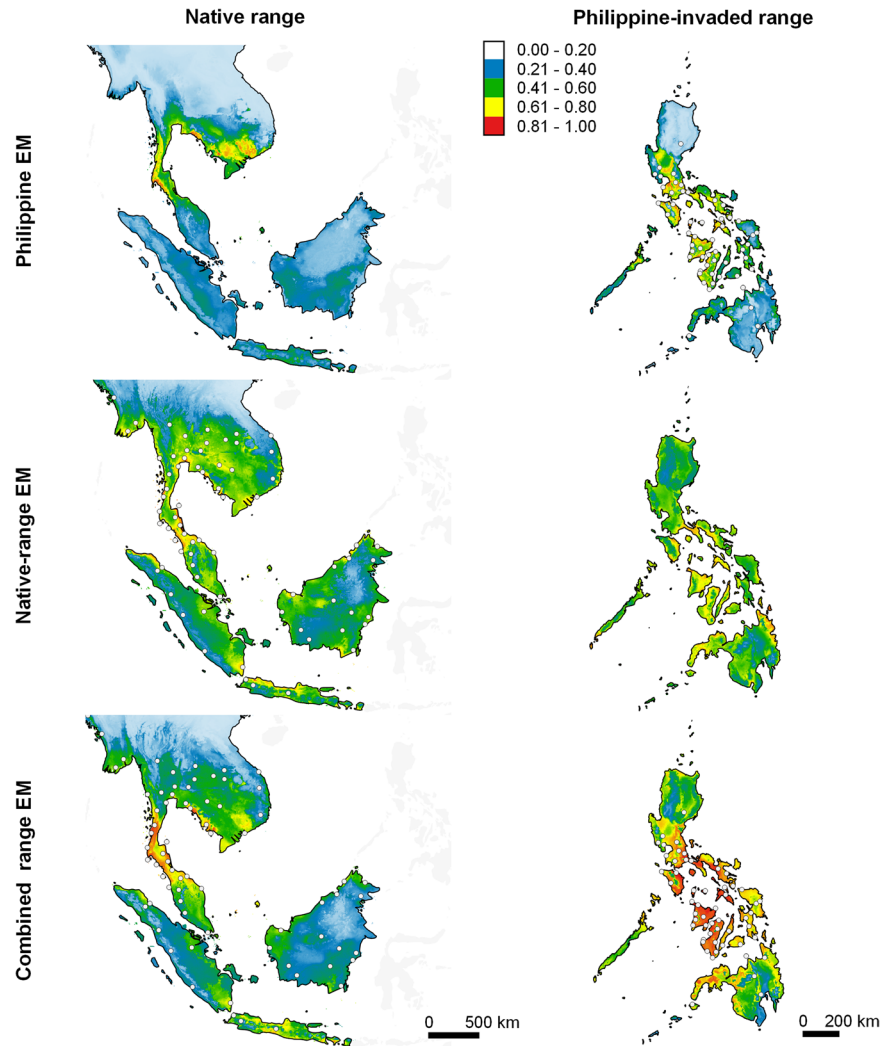 Native range
Philippine-invaded range
0.00 - 0.20
0.21 - 0.40
0.41 - 0.60
0.61 - 0.80
0.81 - 1.00
Philippine EM
Native-range EM
Combined range EM
0 500 km
0 200 km